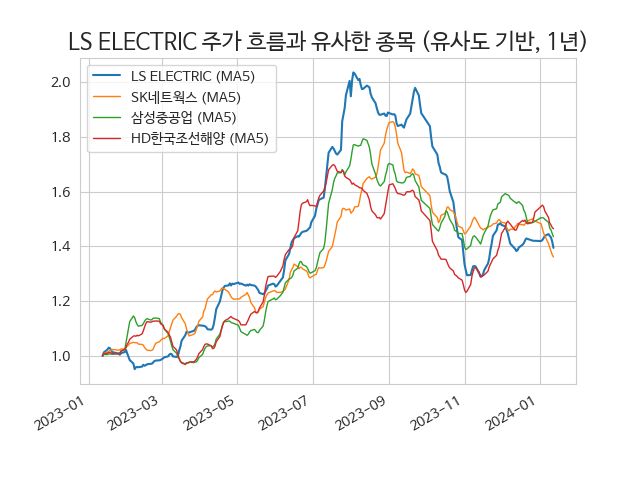 LS ELECTRIC 주가 흐름과 유사한 종목 (유사도 기반, 1년)
LS ELECTRIC (MA5)
SK네트웍스 (MA5)
삼성중공업 (MA5)
HD한국조선해양 (MA5)
2.0
1.8
1.6
1.4
1.2
1.0
2023-01
2023-03
2023-05
2023-07
2023-09
2023-11
2024-01